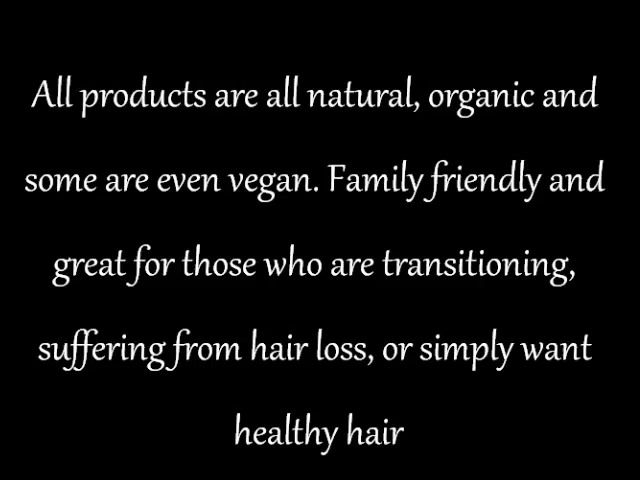 All products are all natural, organic and
some are even vegan. Family friendly and
great for those who are transitioning,
suffering from hair loss, or simply want
healthy hair